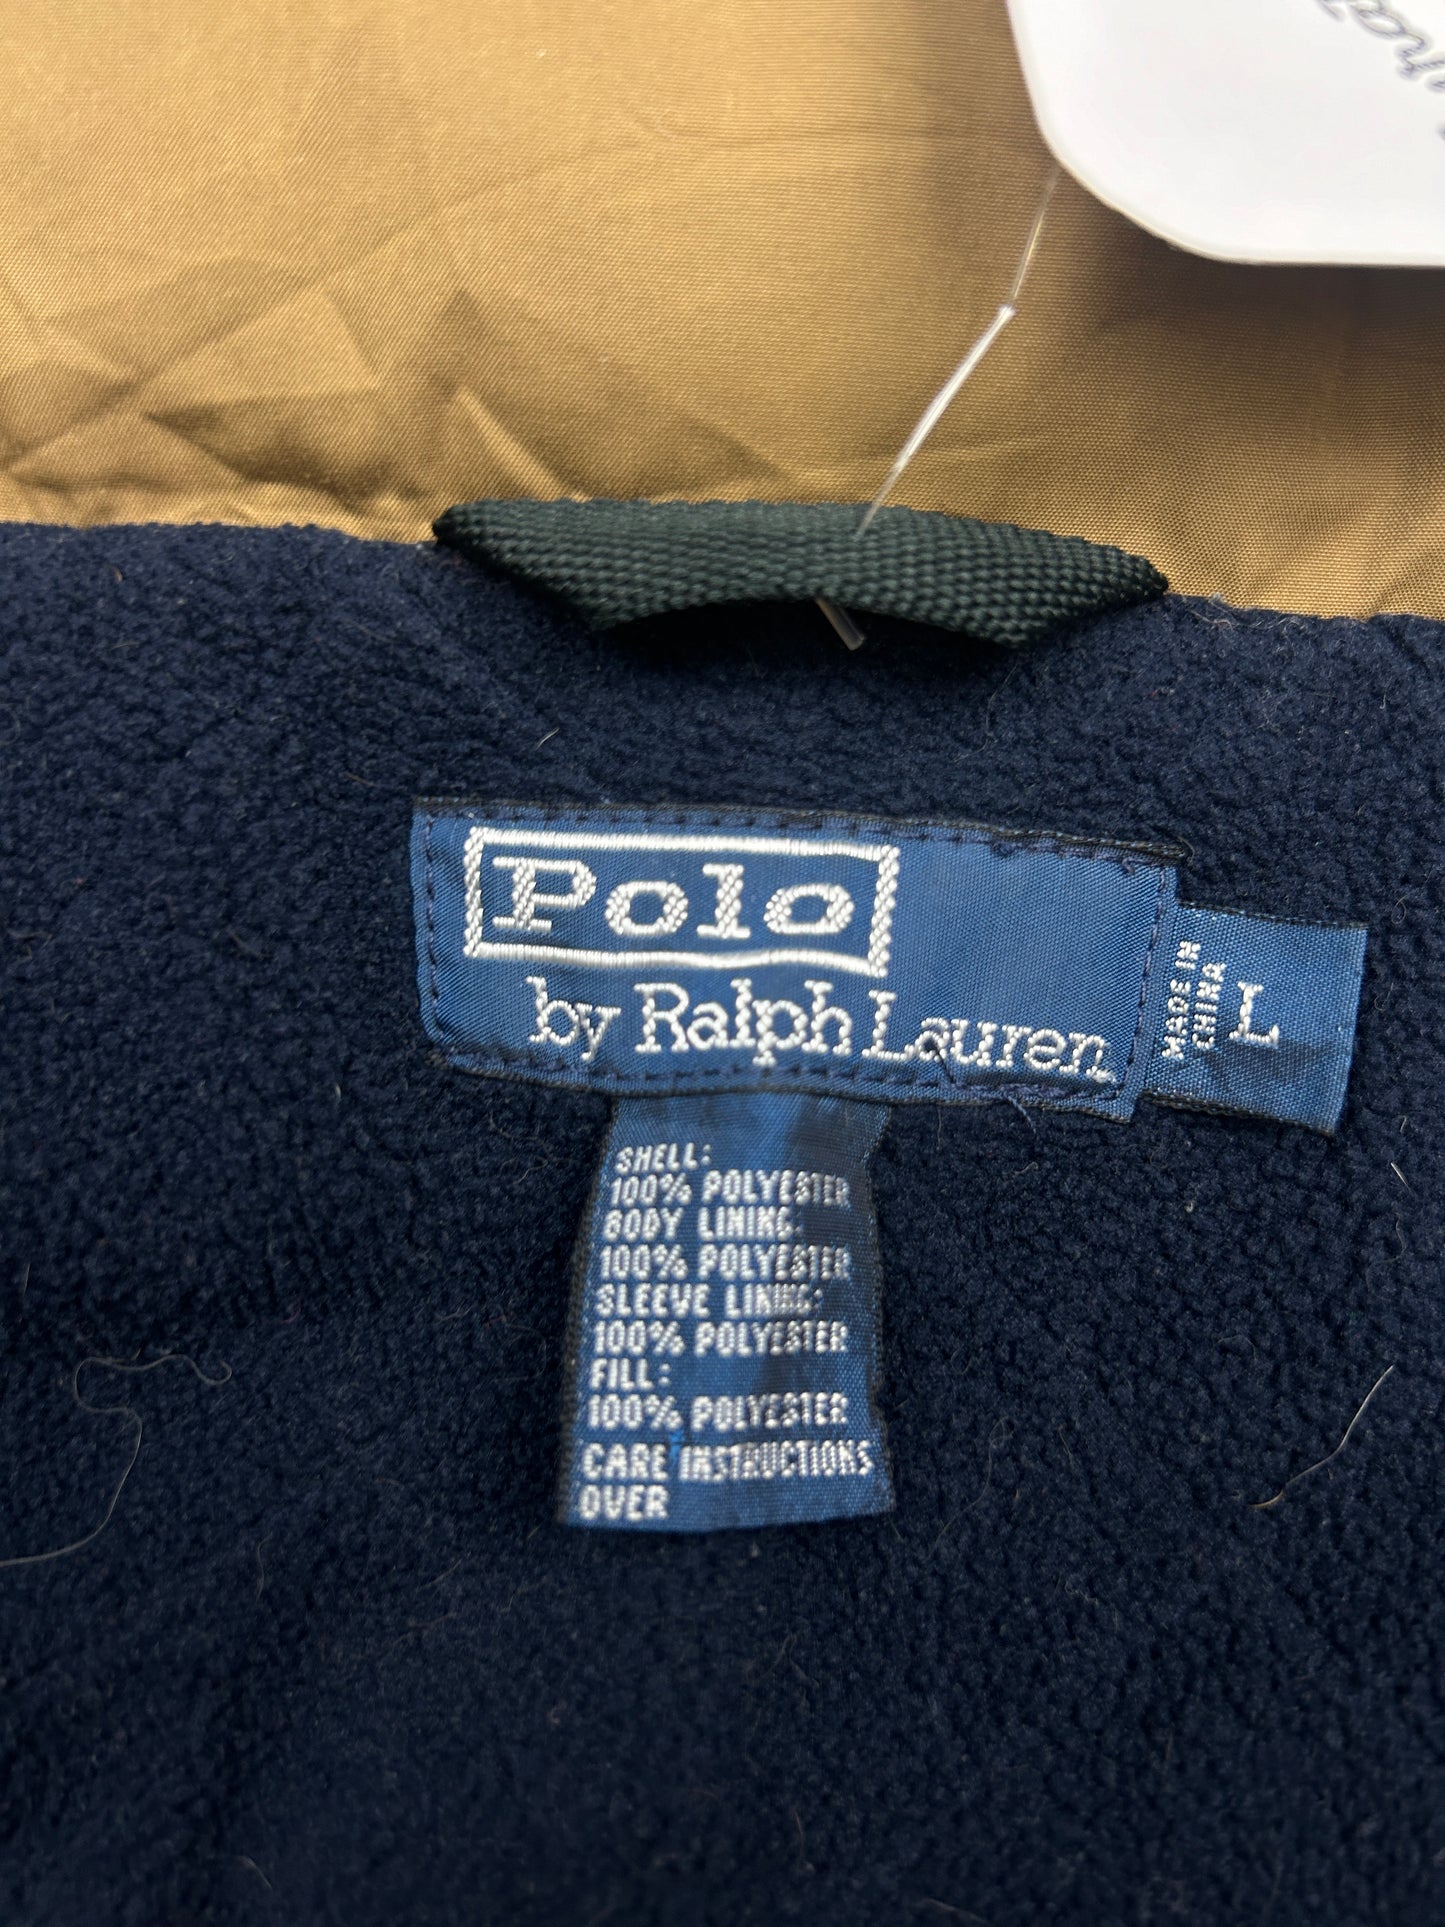 Polo
by Ralph Lauren
MADE IN
CHINA
L
SHELL:
100% POLYESTER
BODY LINING:
100% POLYESTER
SLEEVE LINING:
100% POLYESTER
FILL:
100% POLYESTER
CARE INSTRUCTIONS
OVER